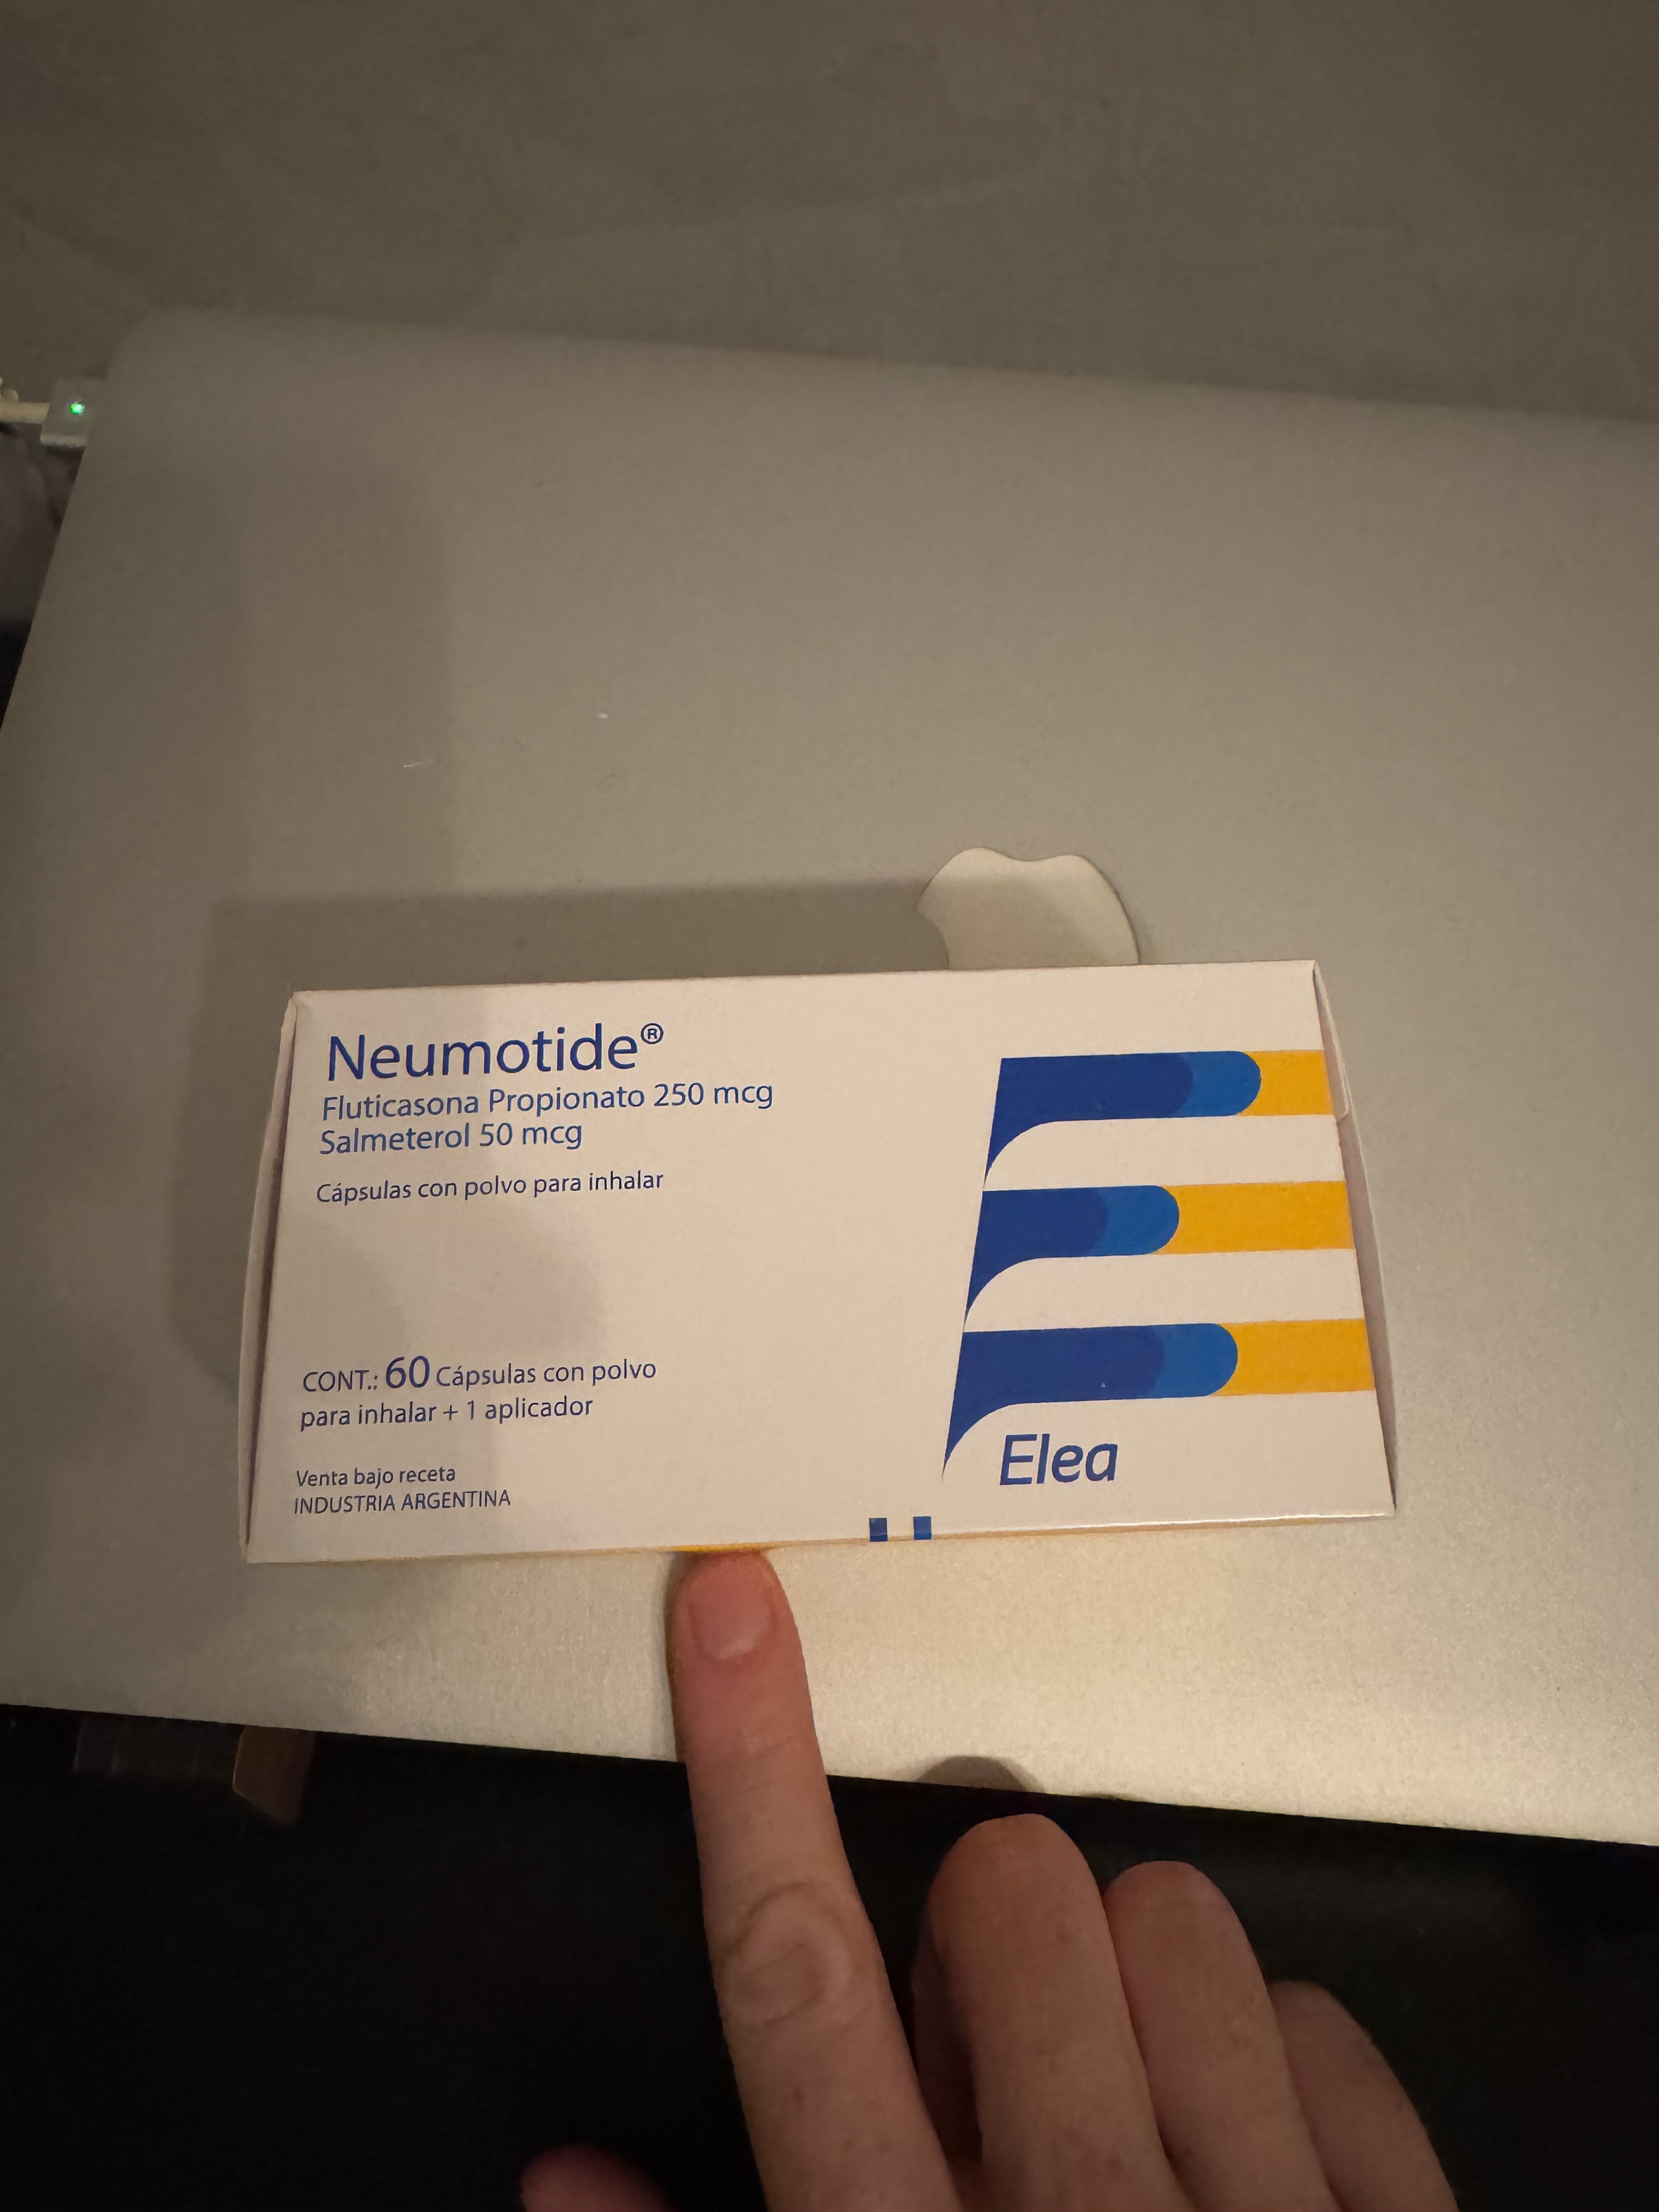 Neumotide®
Fluticasona Propionato 250 mcg
Salmeterol 50 mcg
Cápsulas con polvo para inhalar
CONT.: 60 Cápsulas con polvo
para inhalar + 1 aplicador
Venta bajo receta
INDUSTRIA ARGENTINA
Elea